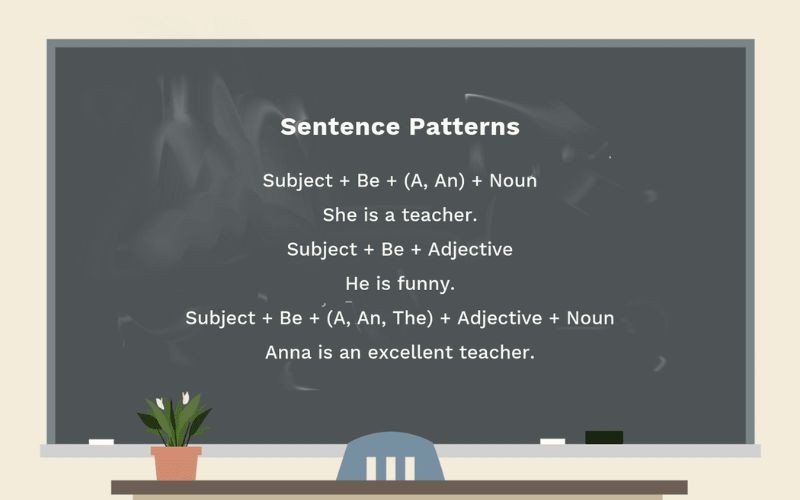 Sentence Patterns
Subject + Be + (A, An) + Noun
She is a teacher.
Subject + Be + Adjective
He is funny.
Subject + Be + (A, An, The) + Adjective + Noun
Anna is an excellent teacher.